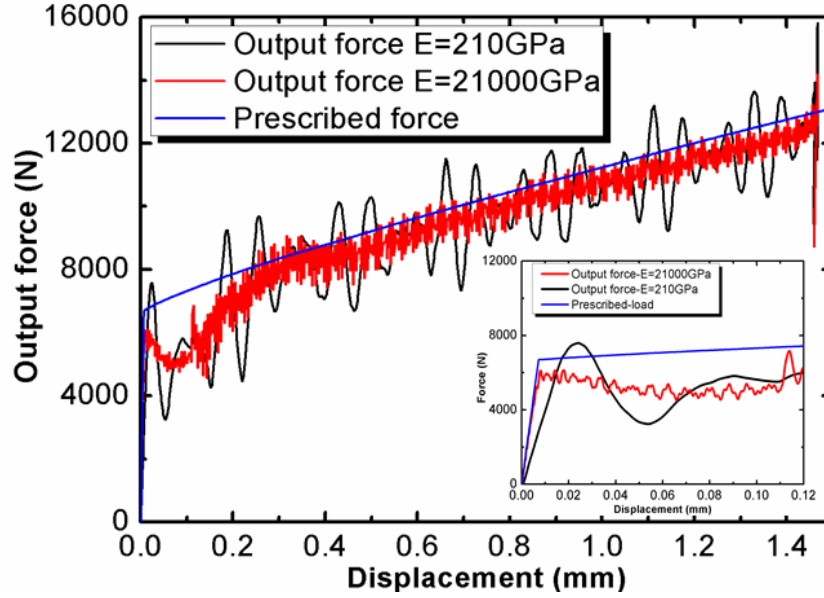 16000
12000
8000
4000
0
Output force (N)
Output force E=210GPa
Output force E=21000GPa
Prescribed force
0.0 0.2 0.4 0.6 0.8 1.0 1.2 1.4
Displacement (mm)
12000
8000
4000
0
Force (N)
Output force-E=21000GPa
Output force-E=210GPa
Prescribed-load
0.00 0.02 0.04 0.06 0.08 0.10 0.12
Displacement (mm)